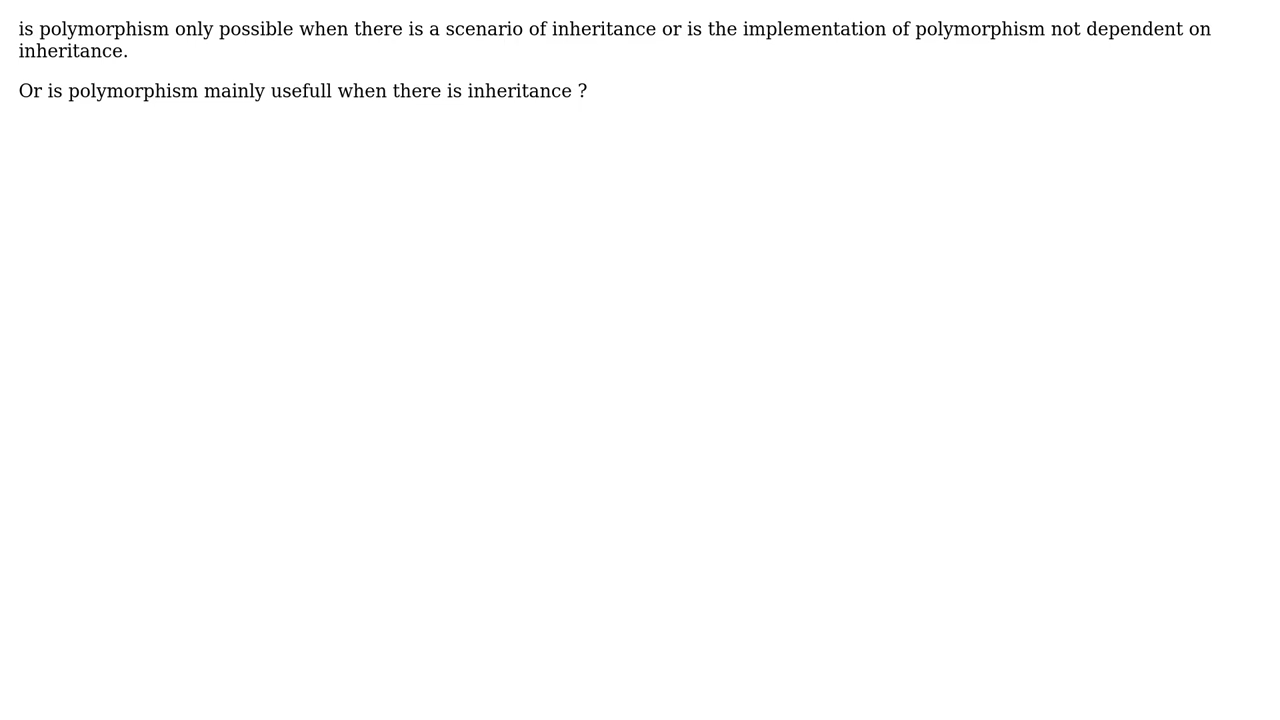 is polymorphism only possible when there is a scenario of inheritance or is the implementation of polymorphism not dependent on
inheritance.
Or is polymorphism mainly usefull when there is inheritance ?